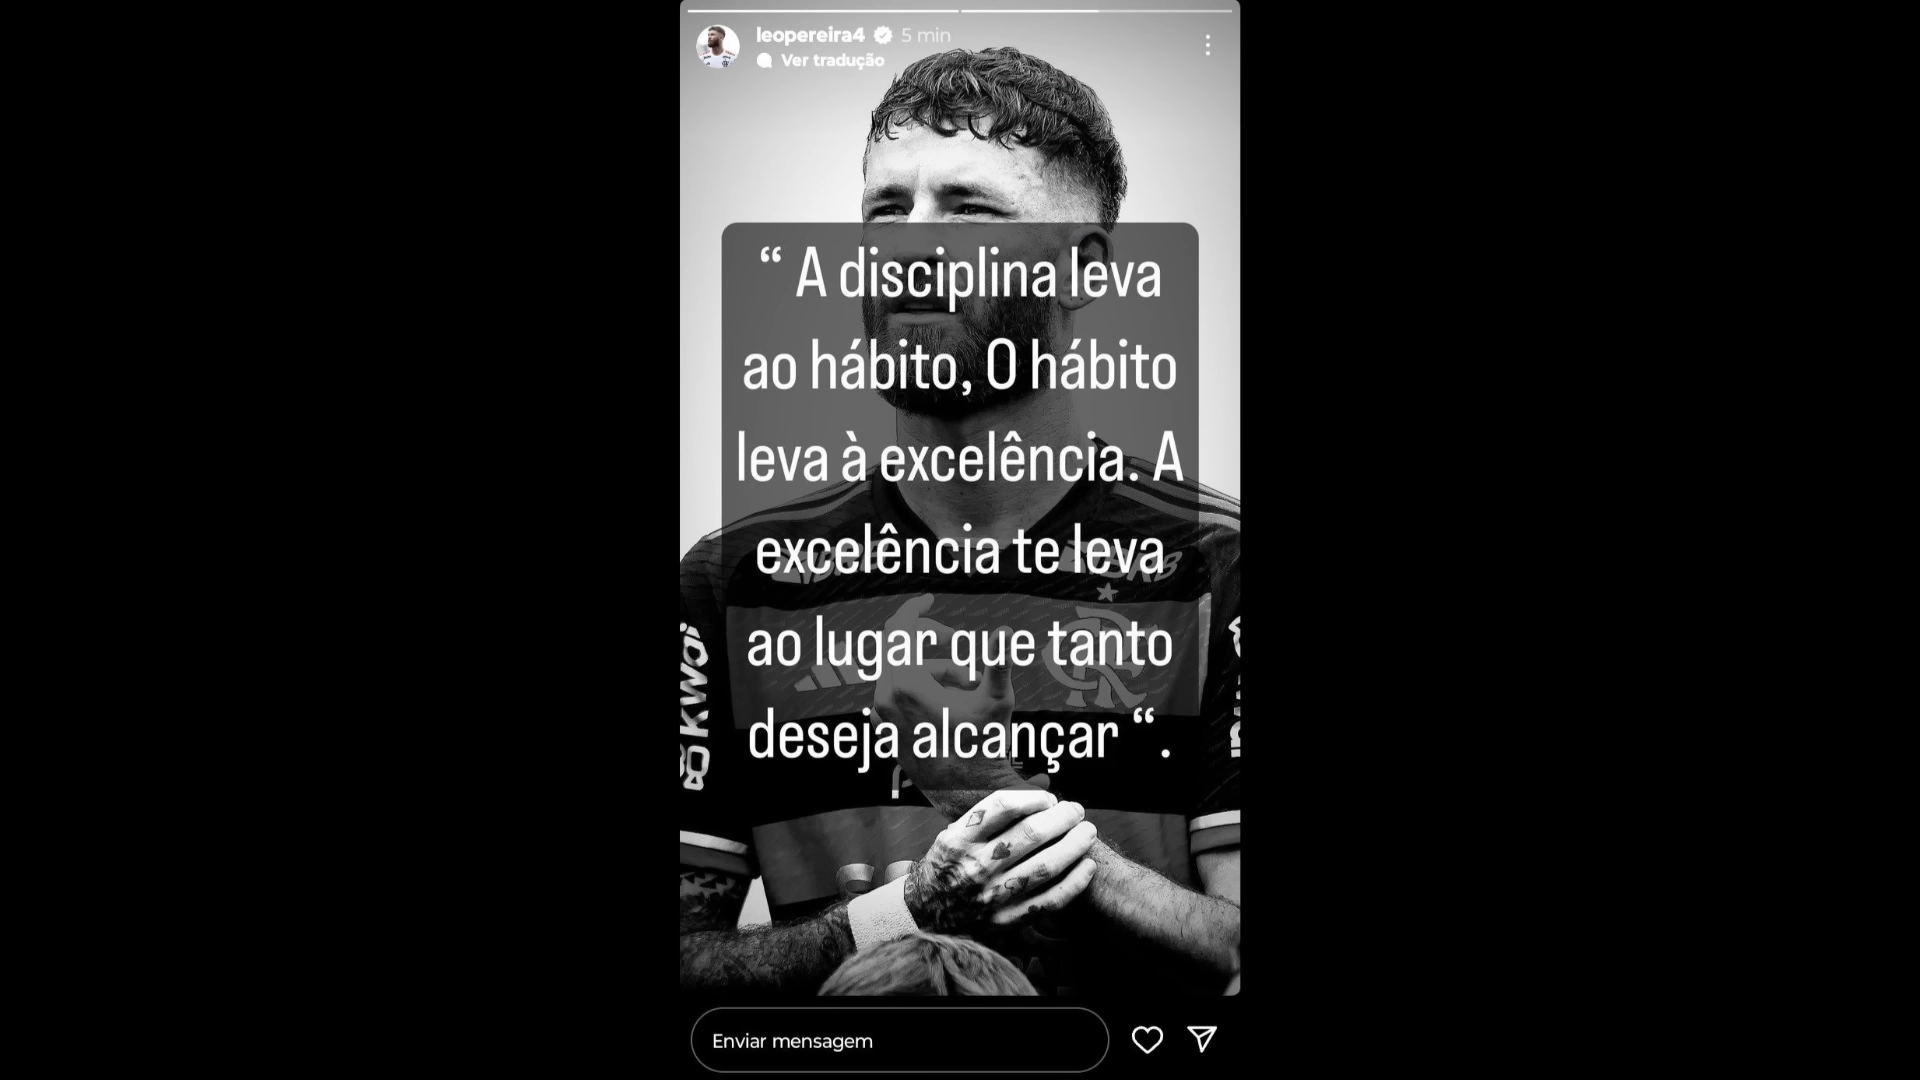 leopereira4 5 min
Ver tradução
“ A disciplina leva
ao hábito, O hábito
leva à excelência. A
excelência te leva
ao lugar que tanto
deseja alcançar “.
KWAI
Enviar mensagem